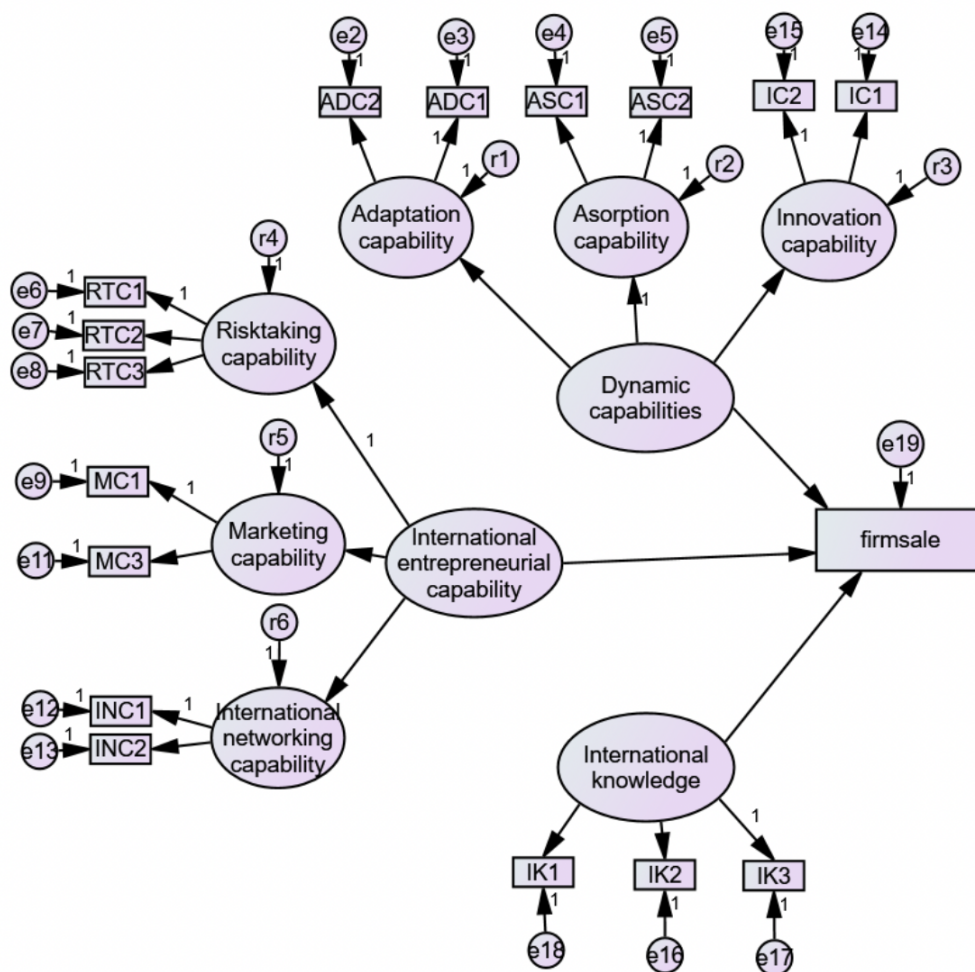 e2
e3
e4
e5
e15
e14
1
1
1
1
1
1
ADC2
ADC1
ASC1
ASC2
IC2
IC1
1
1
1
r1
1
r2
1
r3
1
Adaptation
capability
Asorption
capability
Innovation
capability
r4
1
e6
1
RTC1
1
e7
1
RTC2
e8
1
RTC3
Risktaking
capability
1
Dynamic
capabilities
1
r5
1
e19
1
e9
1
MC1
1
e11
1
MC3
Marketing
capability
International
entrepreneurial
capability
firmsale
r6
1
e12
1
INC1
1
e13
1
INC2
International
networking
capability
International
knowledge
1
IK1
IK2
IK3
1
1
1
e18
e16
e17